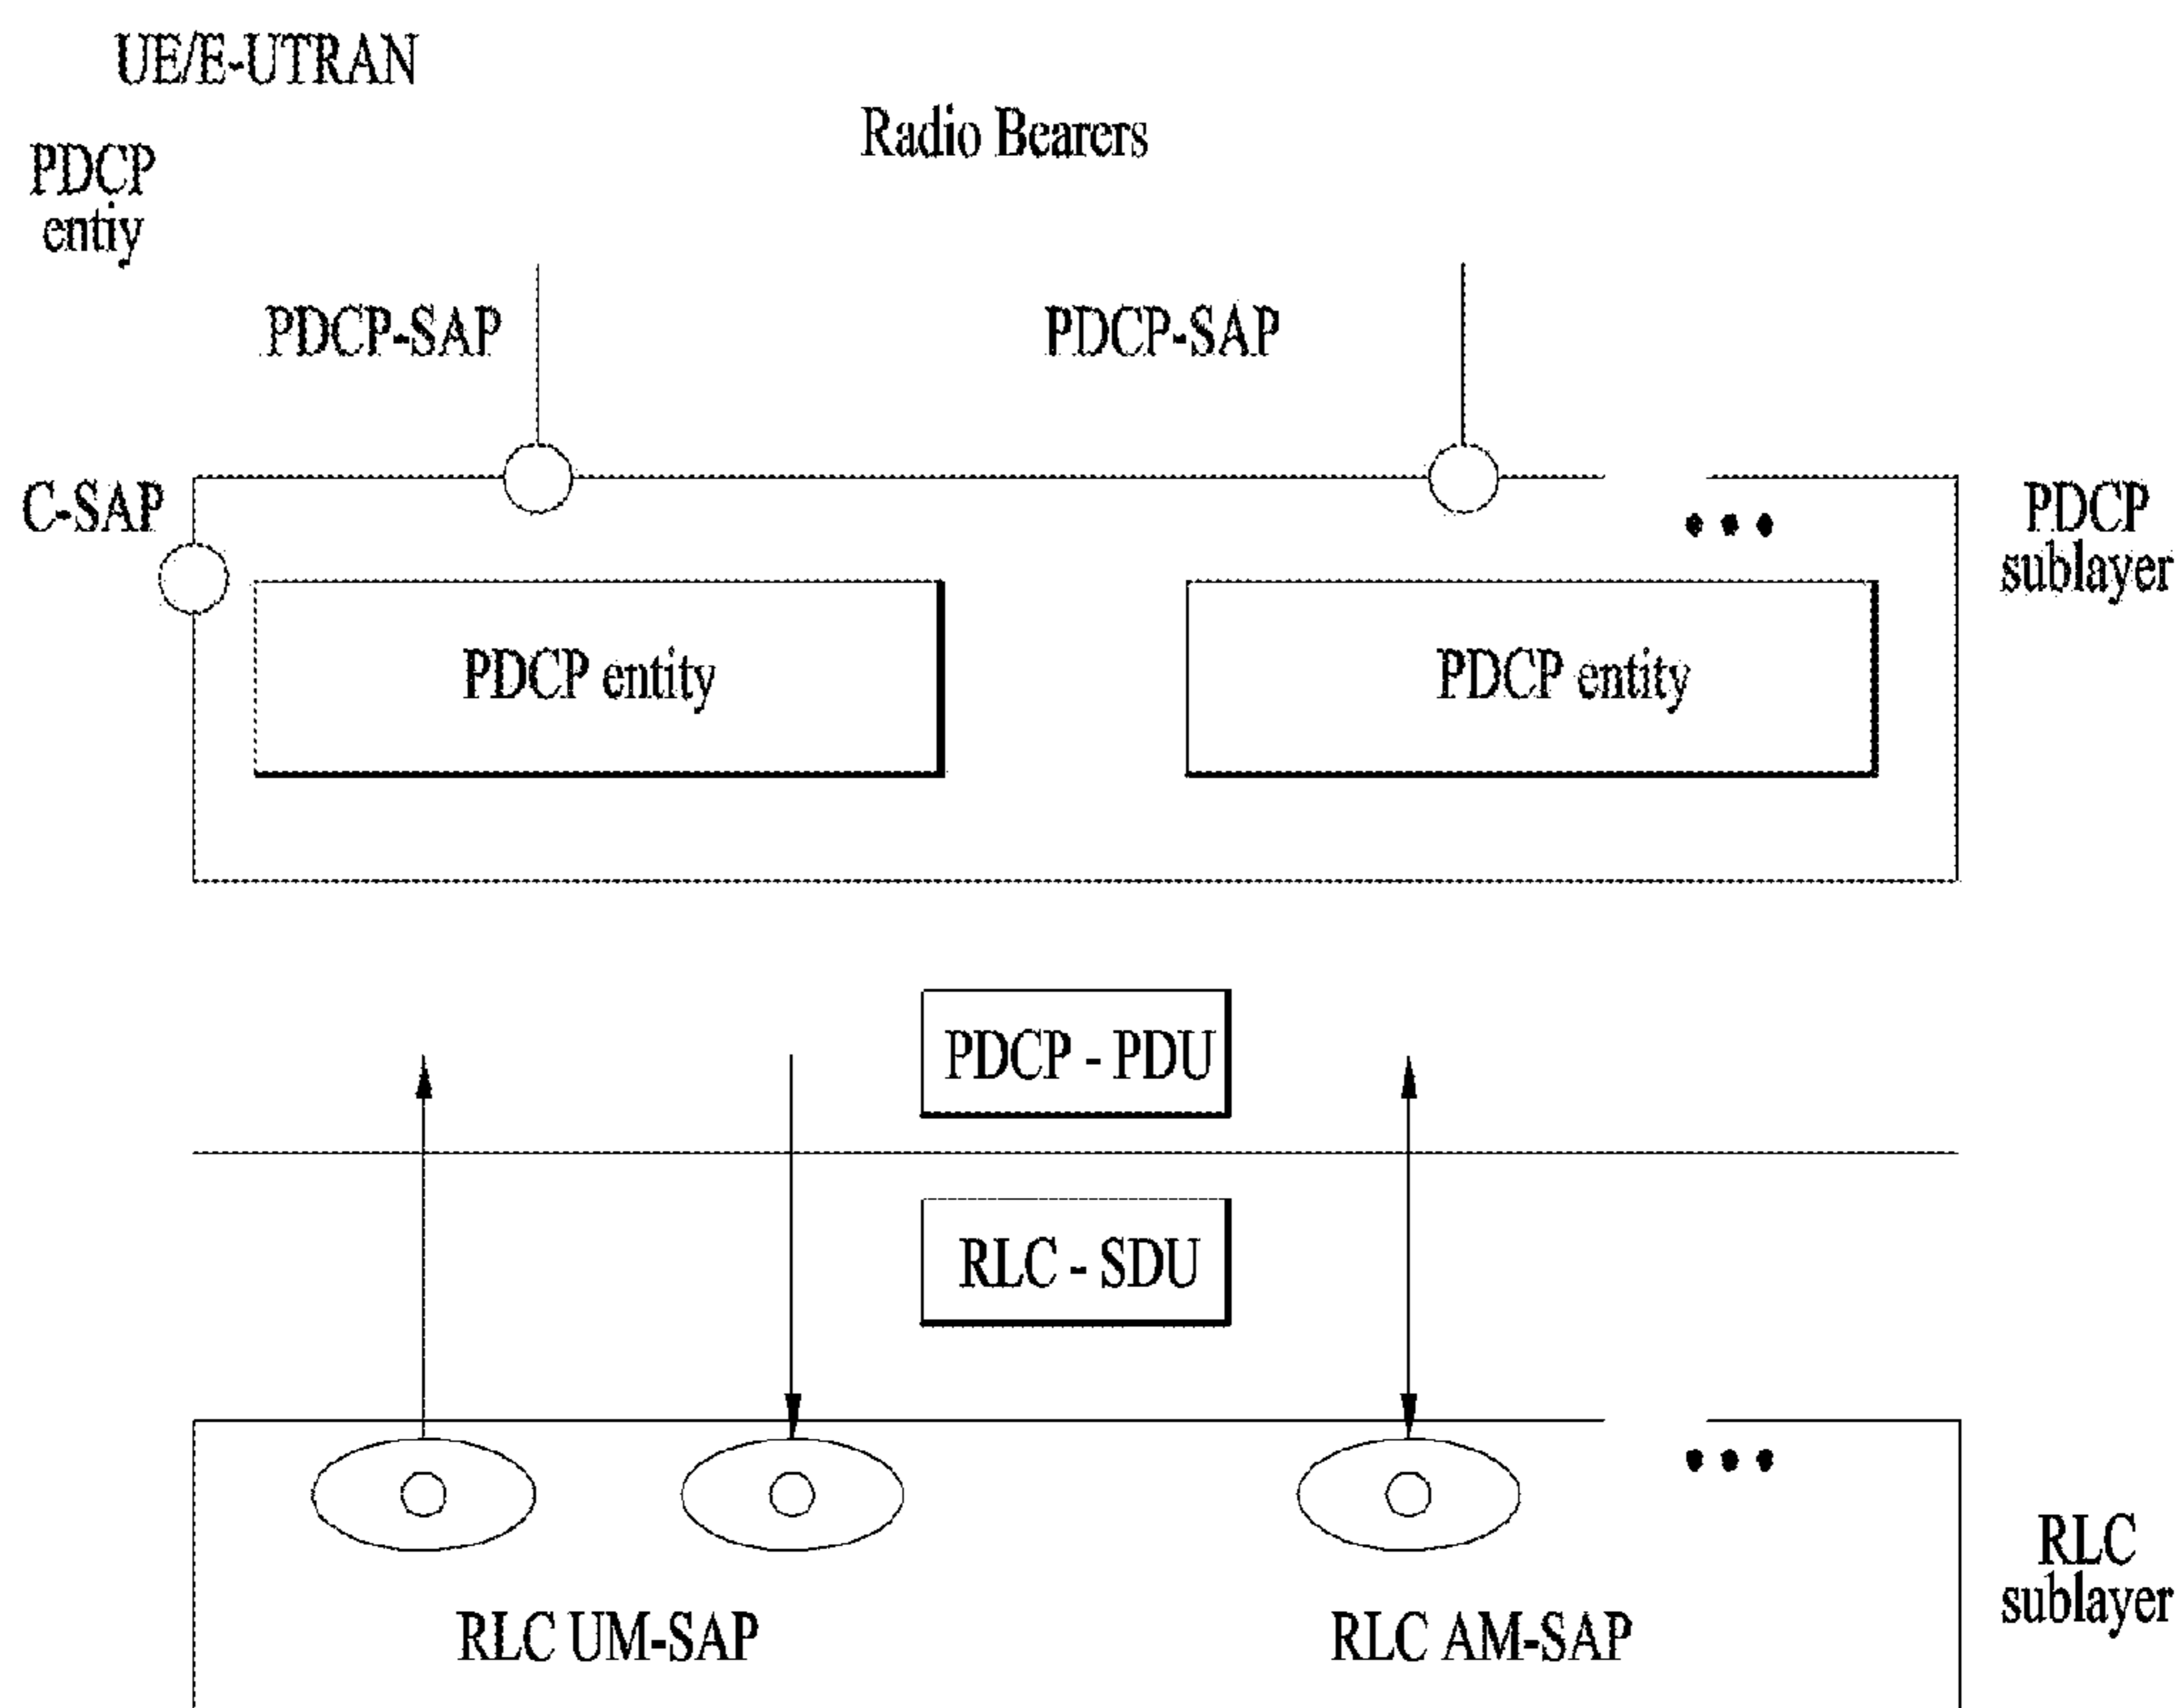 UE/E-UTRAN
Radio Bearers
PDCP
entiy
PDCP-SAP
PDCP-SAP
C-SAP
PDCP
sublayer
PDCP entity
PDCP entity
PDCP - PDU
RLC - SDU
RLC
sublayer
RLC UM-SAP
RLC AM-SAP